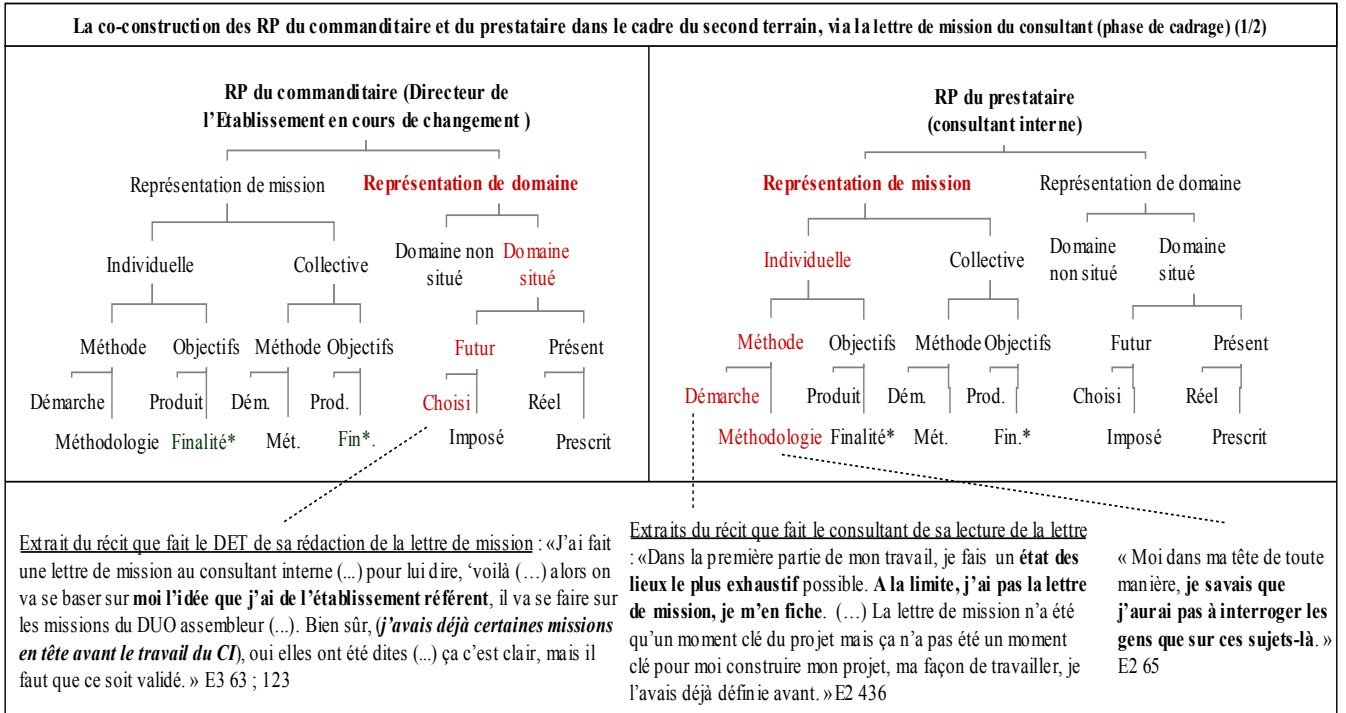 La co-construction des RP du commanditaire et du prestataire dans le cadre du second terrain, via la lettre de mission du consultant (phase de cadrage) (1/2)
RP du commanditaire (Directeur de
l'Etablissement en cours de changement )
Représentation de mission
Représentation de domaine
Individuelle
Collective
Domaine non
situé
Domaine
situé
Méthode
Objectifs
Méthode
Objectifs
Futur
Présent
Démarche
Produit
Dém.
Prod.
Choisi
Réel
Méthodologie
Finalité*
Mét.
Fin*.
Imposé
Prescrit
RP du prestataire
(consultant interne)
Représentation de mission
Représentation de domaine
Individuelle
Collective
Domaine
non situé
Domaine
situé
Méthode
Objectifs
Méthode
Objectifs
Futur
Présent
Démarche
Produit
Dém.
Prod.
Choisi
Réel
Méthodologie
Finalité*
Mét.
Fin.*
Imposé
Prescrit
Extrait du récit que fait le DET de sa rédaction de la lettre de mission : «J'ai fait
une lettre de mission au consultant interne (...) pour lui dire, 'voilà (…) alors on
va se baser sur moi l'idée que j'ai de l'établissement référent, il va se faire sur
les missions du DUO assembleur (...). Bien sûr, (j'avais déjà certaines missions
en tête avant le travail du CI), oui elles ont été dites (...) ça c'est clair, mais il
faut que ce soit validé. » E3 63 ; 123
Extraits du récit que fait le consultant de sa lecture de la lettre
: «Dans la première partie de mon travail, je fais un état des
lieux le plus exhaustif possible. A la limite, j'ai pas la lettre
de mission, je m'en fiche. (…) La lettre de mission n'a été
qu'un moment clé du projet mais ça n'a pas été un moment
clé pour moi construire mon projet, ma façon de travailler, je
l'avais déjà définie avant. » E2 436
« Moi dans ma tête de toute
manière, je savais que
j'aurai pas à interroger les
gens que sur ces sujets-là. »
E2 65